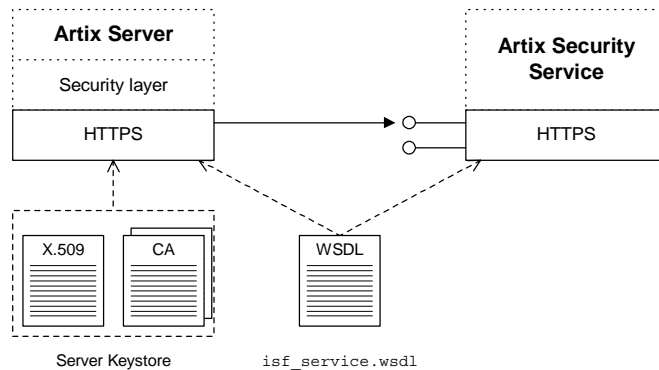 Artix Server
Security layer
HTTPS
Artix Security
Service
HTTPS
X.509
CA
WSDL
Server Keystore
isf_service.wsdl